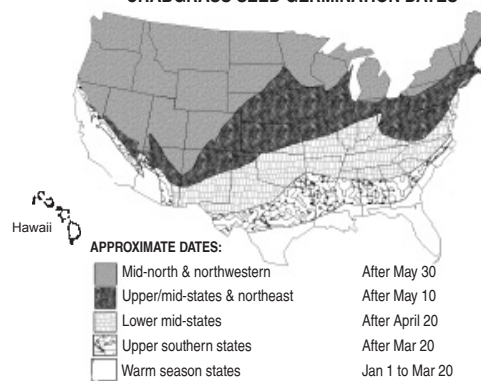 CRABGRASS SEED GERMINATION DATES
Hawaii
APPROXIMATE DATES:
Mid-north & northwestern After May 30
Upper/mid-states & northeast After May 10
Lower mid-states After April 20
Upper southern states After Mar 20
Warm season states Jan 1 to Mar 20